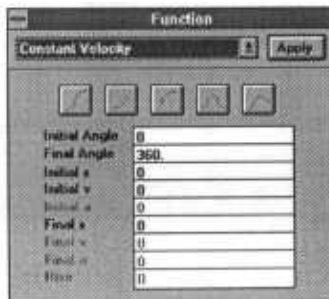 Function
Constant Velocity
Apply
Initial Angle 0
Final Angle 360.
Initial s 0
Initial v 0
Initial a 0
Final s 0
Final v 0
Final a 0
0